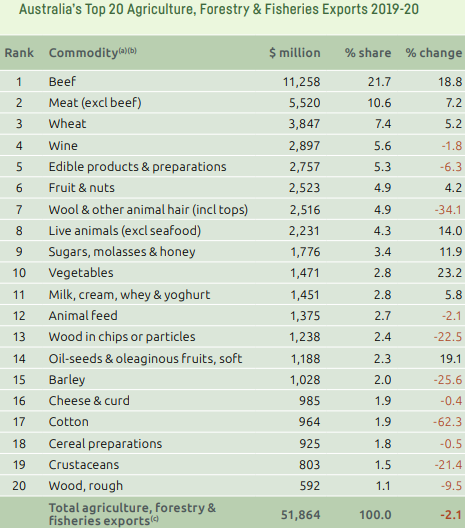 Australia's Top 20 Agriculture, Forestry & Fisheries Exports 2019-20
Rank Commodity(a)(b) $ million % share % change
1 Beef 11,258 21.7 18.8
2 Meat (excl beef) 5,520 10.6 7.2
3 Wheat 3,847 7.4 5.2
4 Wine 2,897 5.6 -1.8
5 Edible products & preparations 2,757 5.3 -6.3
6 Fruit & nuts 2,523 4.9 4.2
7 Wool & other animal hair (incl tops) 2,516 4.9 -34.1
8 Live animals (excl seafood) 2,231 4.3 14.0
9 Sugars, molasses & honey 1,776 3.4 11.9
10 Vegetables 1,471 2.8 23.2
11 Milk, cream, whey & yoghurt 1,451 2.8 5.8
12 Animal feed 1,375 2.7 -2.1
13 Wood in chips or particles 1,238 2.4 -22.5
14 Oil-seeds & oleaginous fruits, soft 1,188 2.3 19.1
15 Barley 1,028 2.0 -25.6
16 Cheese & curd 985 1.9 -0.4
17 Cotton 964 1.9 -62.3
18 Cereal preparations 925 1.8 -0.5
19 Crustaceans 803 1.5 -21.4
20 Wood, rough 592 1.1 -9.5
Total agriculture, forestry &
fisheries exports(c) 51,864 100.0 -2.1